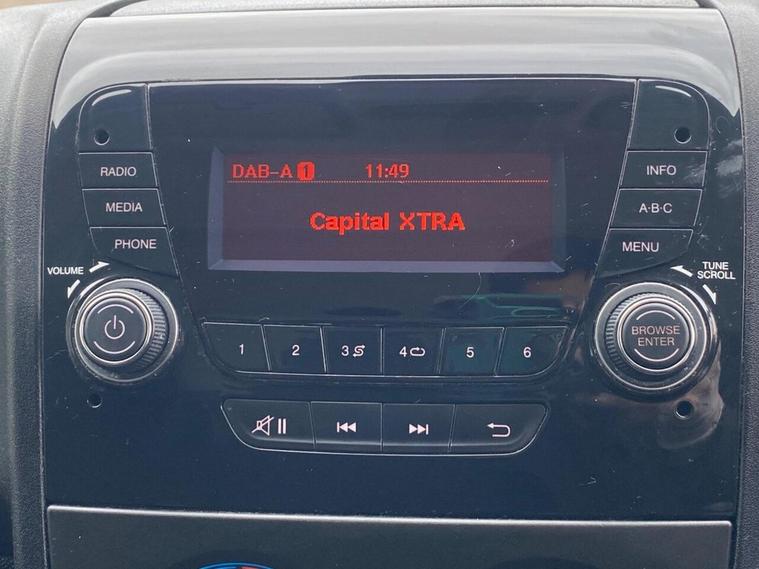 DAB-A 1 11:49
Capital XTRA
RADIO
MEDIA
PHONE
INFO
A·B·C
MENU
VOLUME
TUNE
SCROLL
BROWSE
ENTER
1 2 3 4 5 6